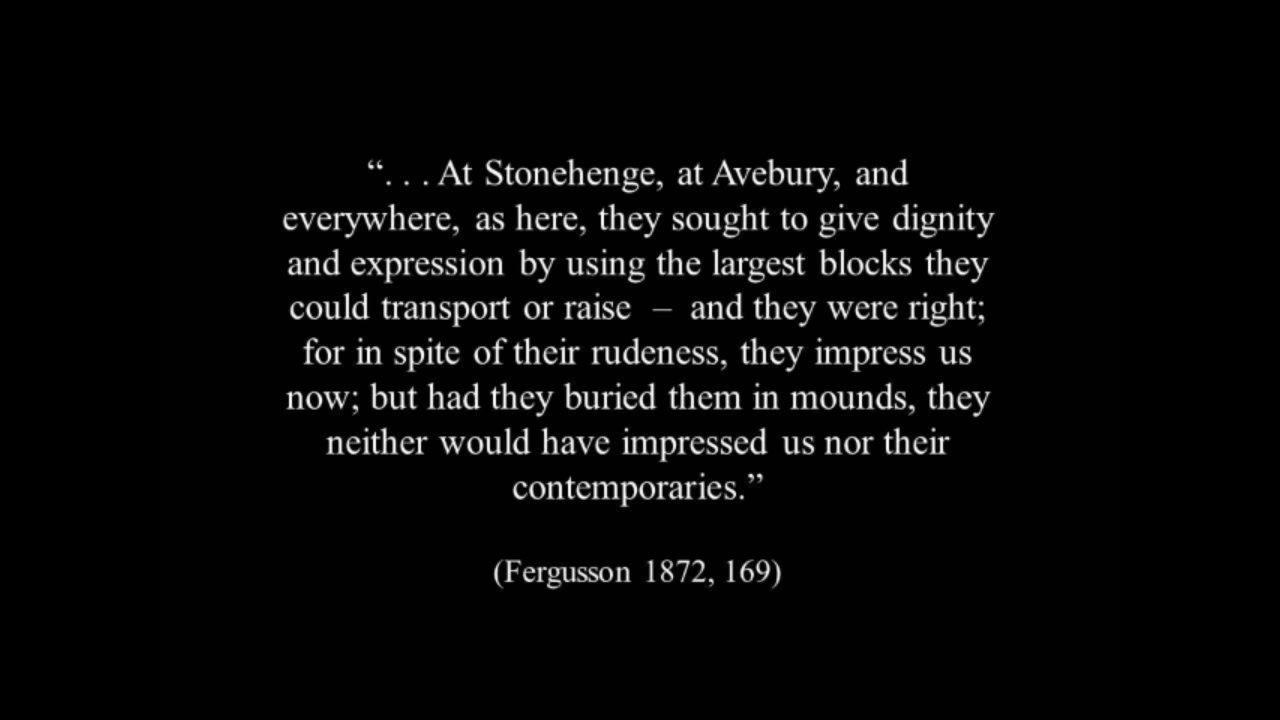 “. . . At Stonehenge, at Avebury, and
everywhere, as here, they sought to give dignity
and expression by using the largest blocks they
could transport or raise – and they were right;
for in spite of their rudeness, they impress us
now; but had they buried them in mounds, they
neither would have impressed us nor their
contemporaries.”
(Fergusson 1872, 169)